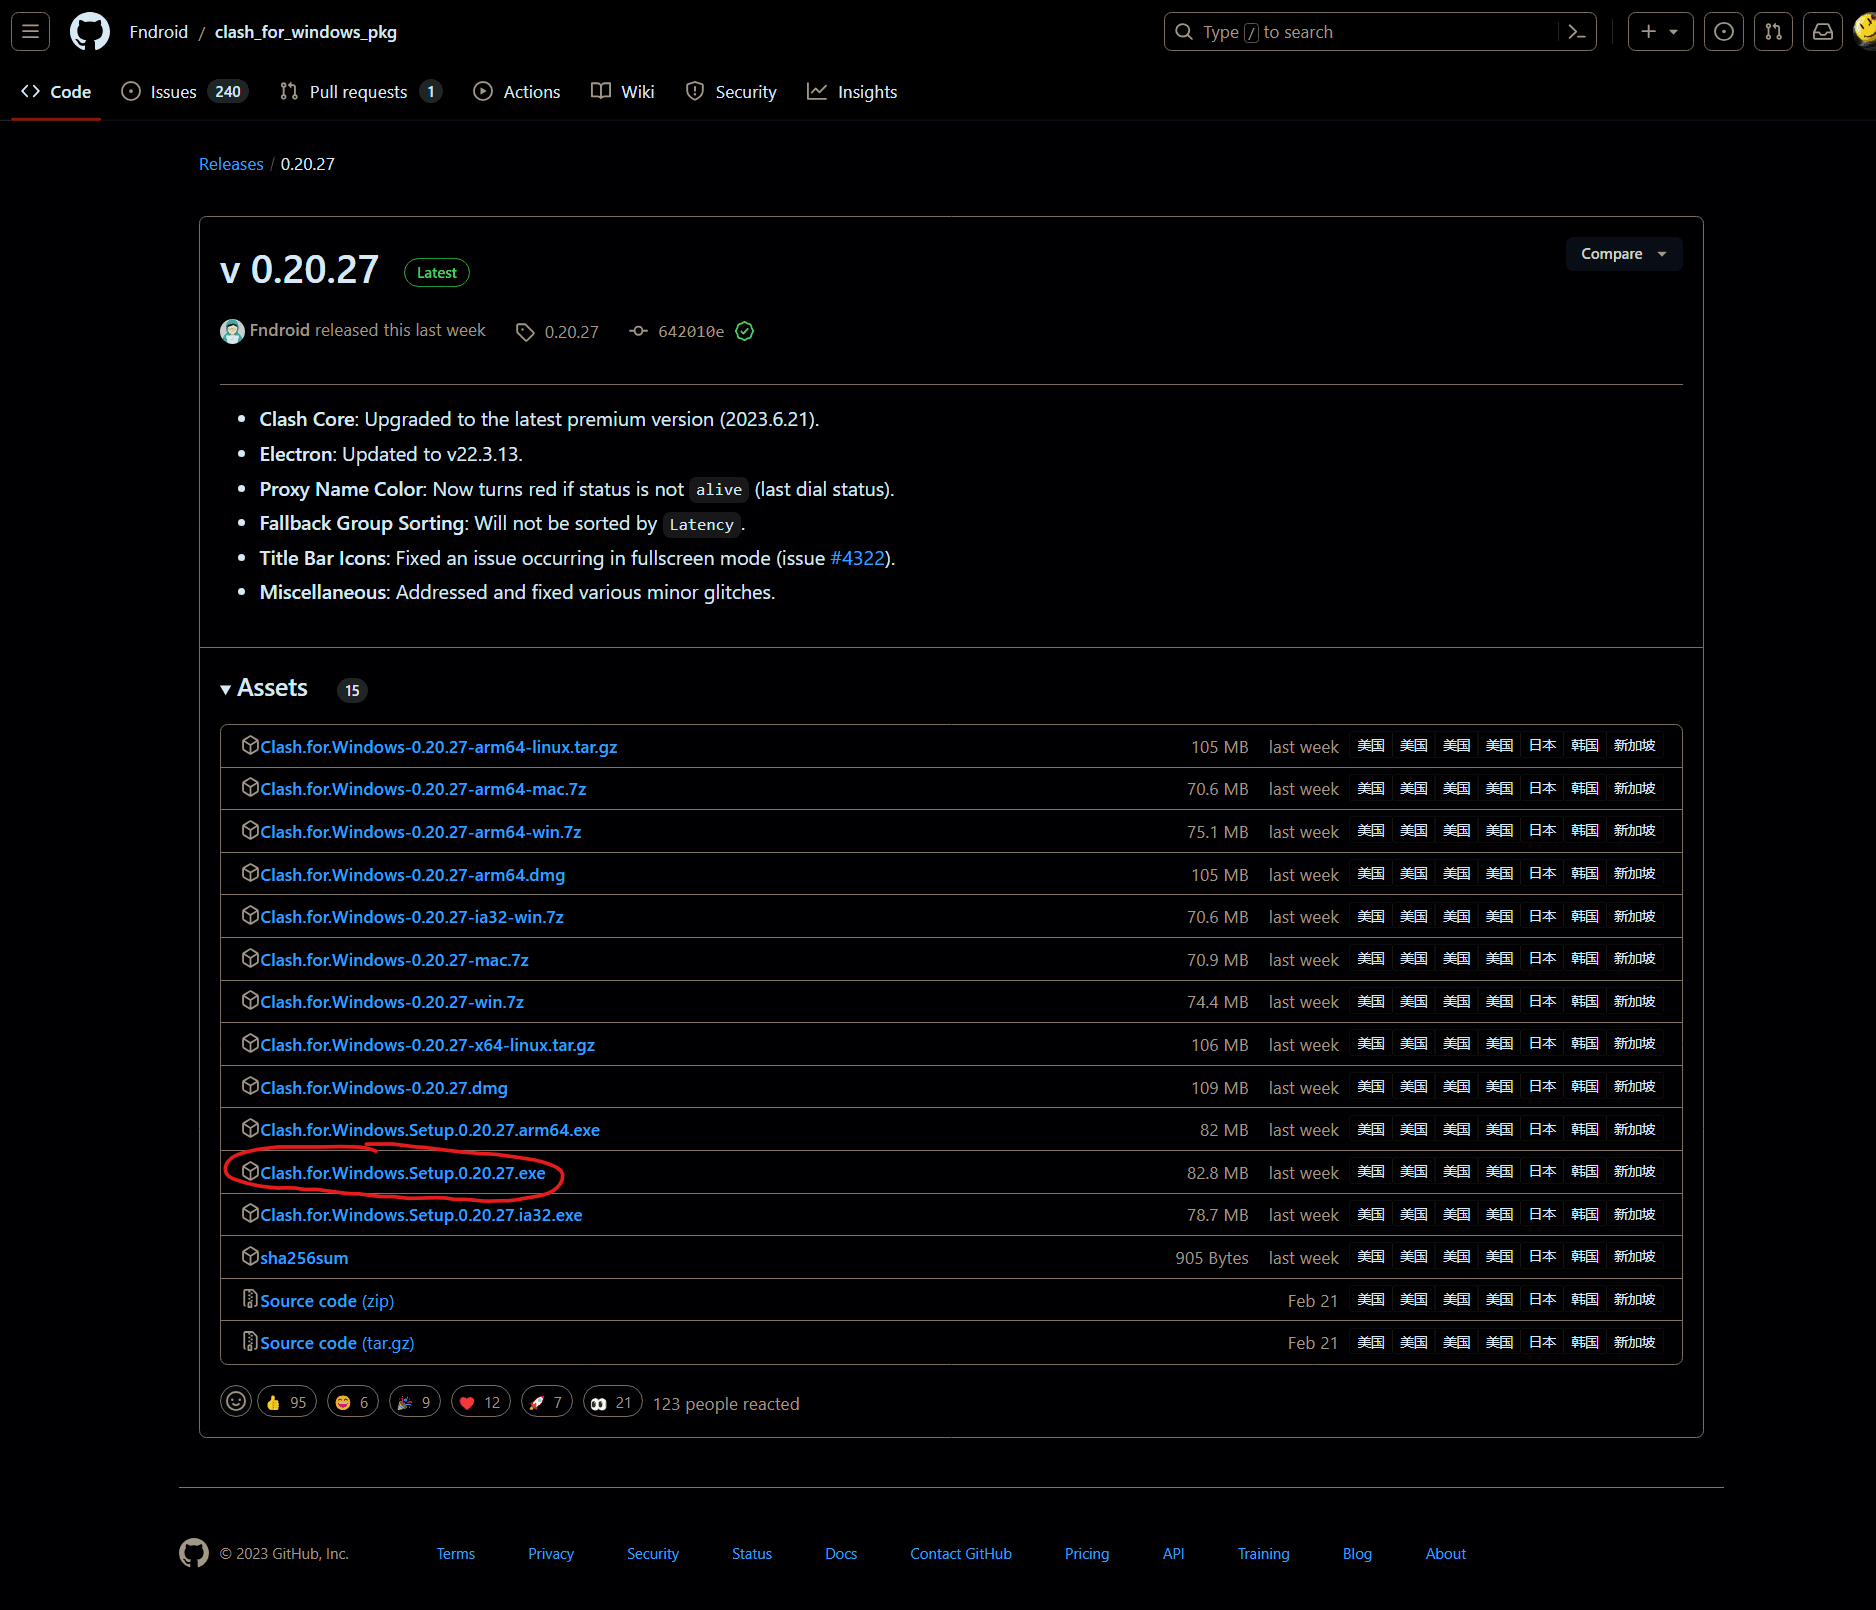 Fndroid / clash_for_windows_pkg
Type / to search
Code
Issues 240
Pull requests 1
Actions
Wiki
Security
Insights
Releases / 0.20.27
v 0.20.27 Latest
Compare
Fndroid released this last week 0.20.27 642010e
Clash Core: Upgraded to the latest premium version (2023.6.21).
Electron: Updated to v22.3.13.
Proxy Name Color: Now turns red if status is not alive (last dial status).
Fallback Group Sorting: Will not be sorted by Latency.
Title Bar Icons: Fixed an issue occurring in fullscreen mode (issue #4322).
Miscellaneous: Addressed and fixed various minor glitches.
Assets 15
Clash.for.Windows-0.20.27-arm64-linux.tar.gz 105 MB last week 美国 美国 美国 美国 日本 韩国 新加坡
Clash.for.Windows-0.20.27-arm64-mac.7z 70.6 MB last week 美国 美国 美国 美国 日本 韩国 新加坡
Clash.for.Windows-0.20.27-arm64-win.7z 75.1 MB last week 美国 美国 美国 美国 日本 韩国 新加坡
Clash.for.Windows-0.20.27-arm64.dmg 105 MB last week 美国 美国 美国 美国 日本 韩国 新加坡
Clash.for.Windows-0.20.27-ia32-win.7z 70.6 MB last week 美国 美国 美国 美国 日本 韩国 新加坡
Clash.for.Windows-0.20.27-mac.7z 70.9 MB last week 美国 美国 美国 美国 日本 韩国 新加坡
Clash.for.Windows-0.20.27-win.7z 74.4 MB last week 美国 美国 美国 美国 日本 韩国 新加坡
Clash.for.Windows-0.20.27-x64-linux.tar.gz 106 MB last week 美国 美国 美国 美国 日本 韩国 新加坡
Clash.for.Windows-0.20.27.dmg 109 MB last week 美国 美国 美国 美国 日本 韩国 新加坡
Clash.for.Windows.Setup.0.20.27.arm64.exe 82 MB last week 美国 美国 美国 美国 日本 韩国 新加坡
Clash.for.Windows.Setup.0.20.27.exe 82.8 MB last week 美国 美国 美国 美国 日本 韩国 新加坡
Clash.for.Windows.Setup.0.20.27.ia32.exe 78.7 MB last week 美国 美国 美国 美国 日本 韩国 新加坡
sha256sum 905 Bytes last week 美国 美国 美国 美国 日本 韩国 新加坡
Source code (zip) Feb 21 美国 美国 美国 美国 日本 韩国 新加坡
Source code (tar.gz) Feb 21 美国 美国 美国 美国 日本 韩国 新加坡
95 6 9 12 7 21 123 people reacted
© 2023 GitHub, Inc. Terms Privacy Security Status Docs Contact GitHub Pricing API Training Blog About